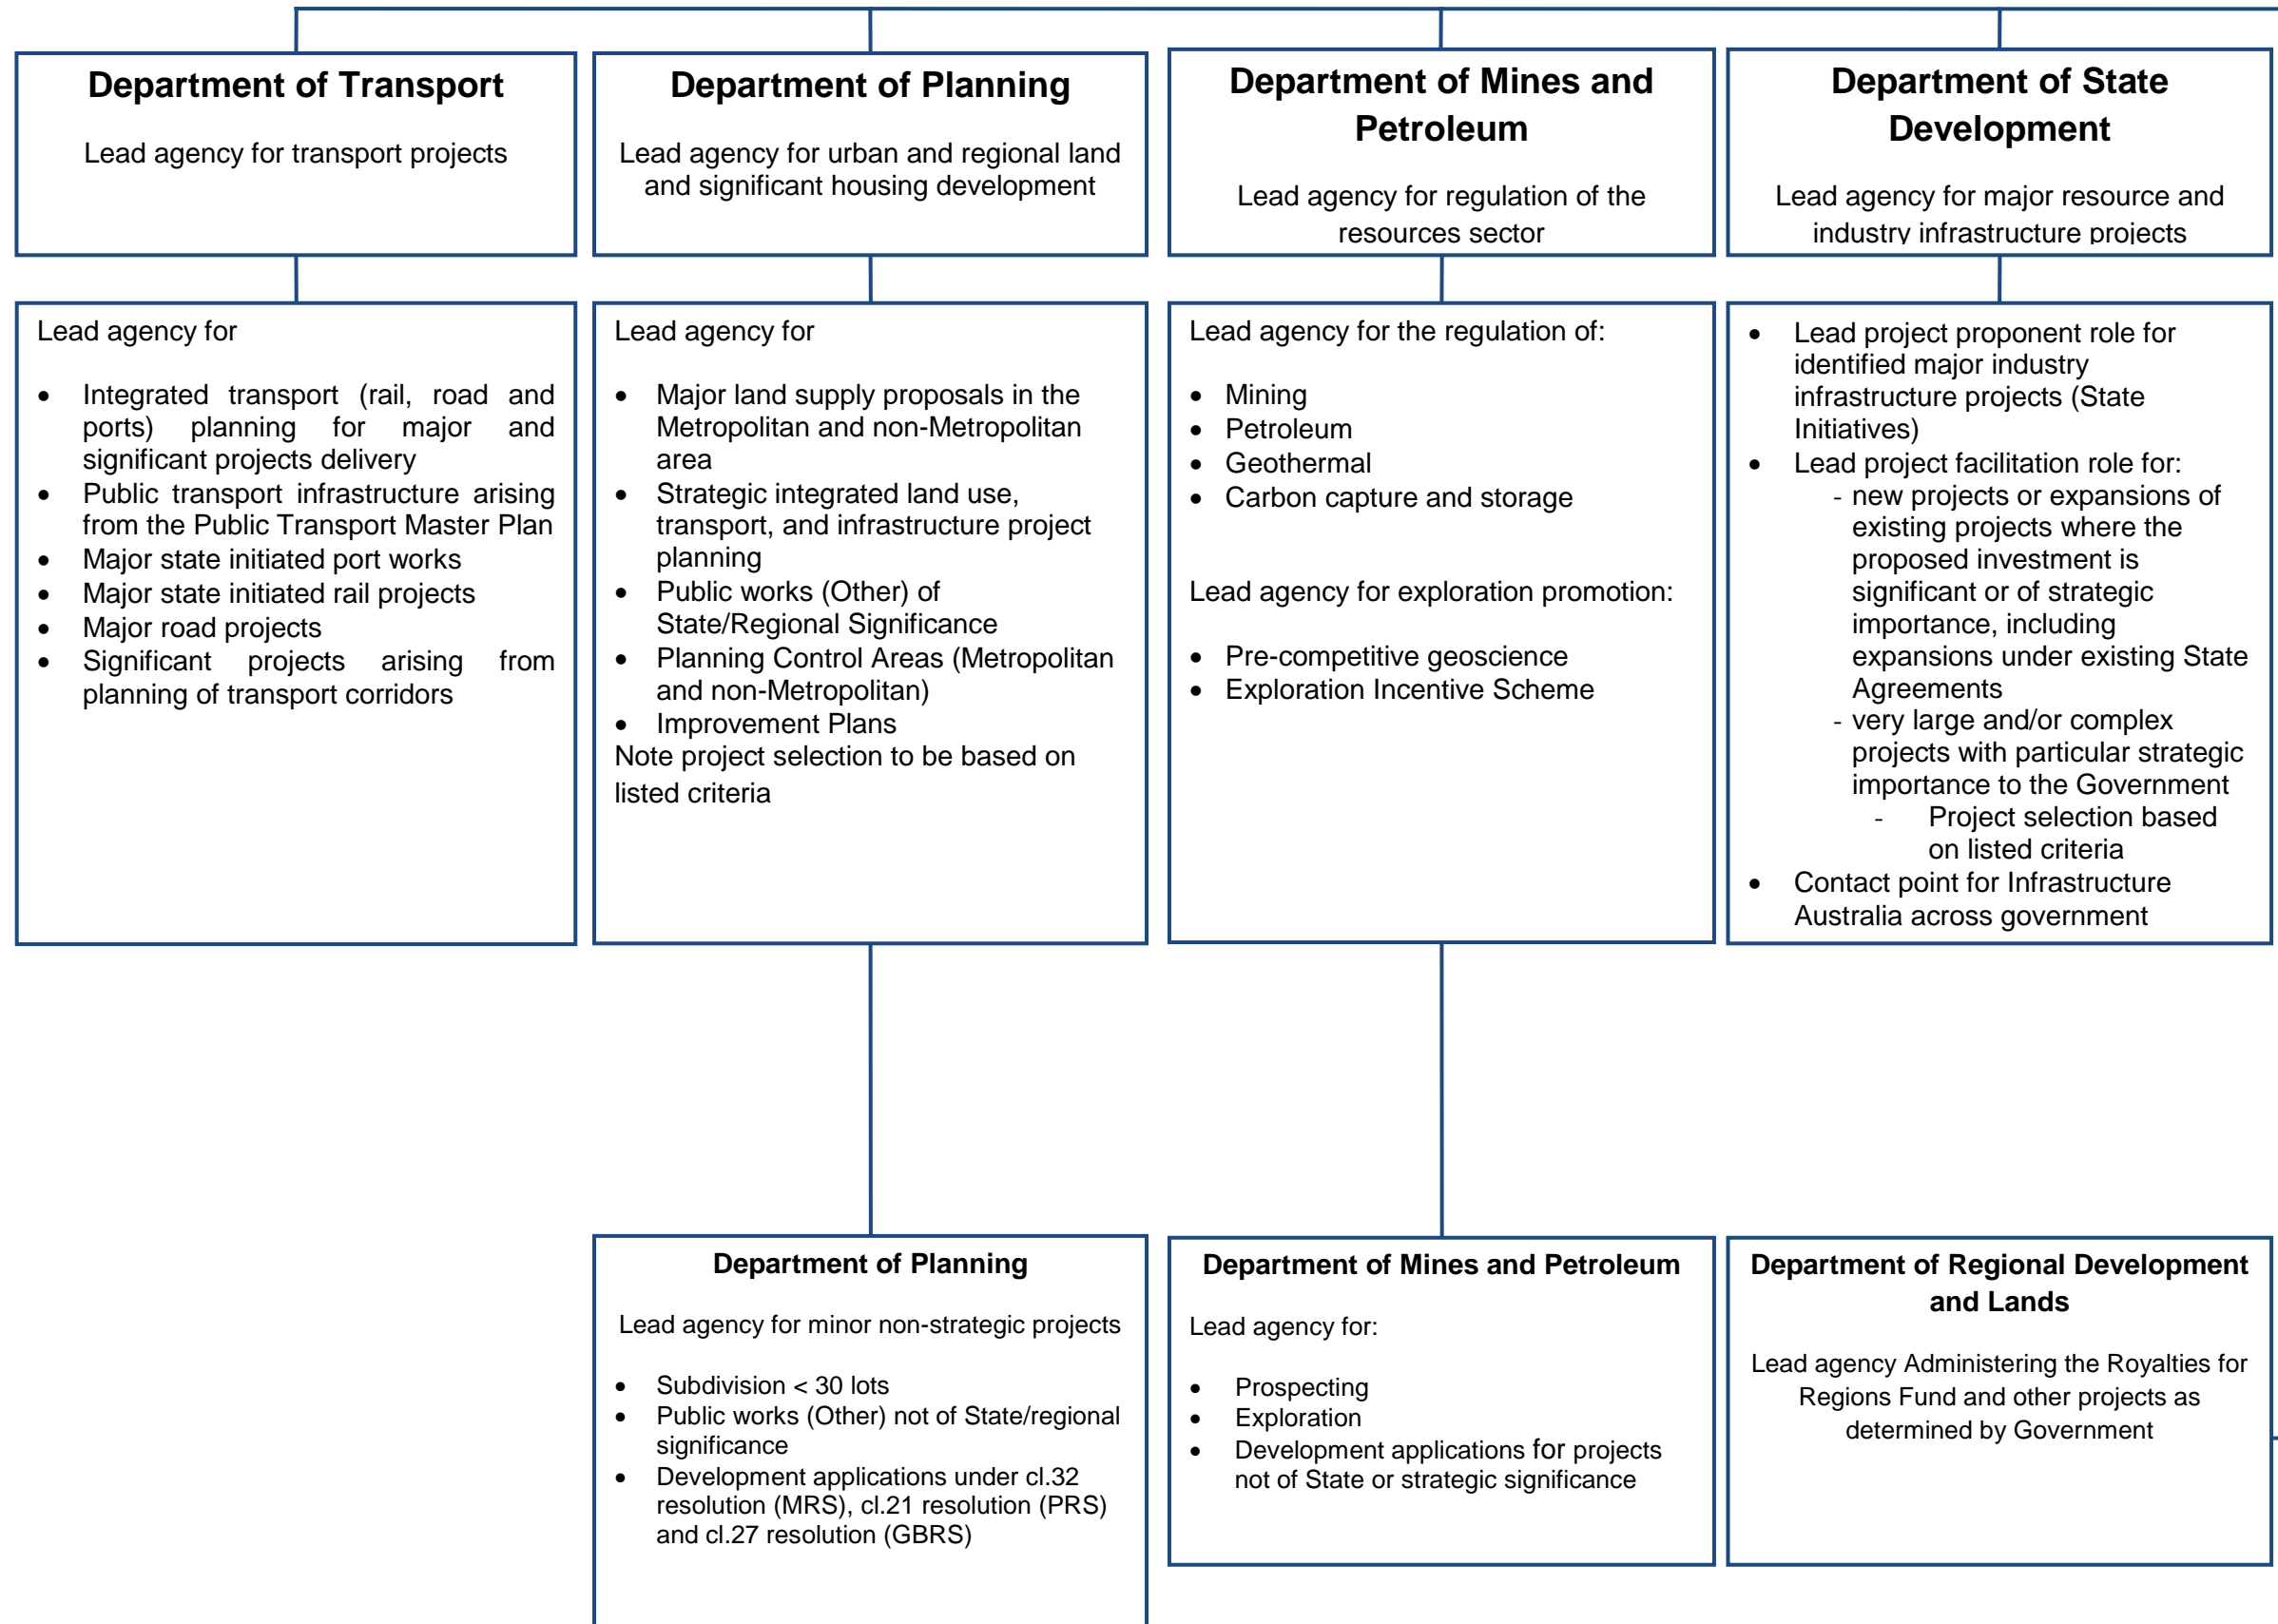 Department of Transport
Lead agency for transport projects
Department of Planning
Lead agency for urban and regional land
and significant housing development
Department of Mines and
Petroleum
Lead agency for regulation of the
resources sector
Department of State
Development
Lead agency for major resource and
industry infrastructure projects
Lead agency for
• Integrated transport (rail, road and
ports) planning for major and
significant projects delivery
• Public transport infrastructure arising
from the Public Transport Master Plan
• Major state initiated port works
• Major state initiated rail projects
• Major road projects
• Significant projects arising from
planning of transport corridors
Lead agency for
• Major land supply proposals in the
Metropolitan and non-Metropolitan
area
• Strategic integrated land use,
transport, and infrastructure project
planning
• Public works (Other) of
State/Regional Significance
• Planning Control Areas (Metropolitan
and non-Metropolitan)
• Improvement Plans
Note project selection to be based on
listed criteria
Lead agency for the regulation of:
• Mining
• Petroleum
• Geothermal
• Carbon capture and storage
Lead agency for exploration promotion:
• Pre-competitive geoscience
• Exploration Incentive Scheme
• Lead project proponent role for
identified major industry
infrastructure projects (State
Initiatives)
• Lead project facilitation role for:
- new projects or expansions of
existing projects where the
proposed investment is
significant or of strategic
importance, including
expansions under existing State
Agreements
- very large and/or complex
projects with particular strategic
importance to the Government
- Project selection based
on listed criteria
• Contact point for Infrastructure
Australia across government
Department of Planning
Lead agency for minor non-strategic projects
• Subdivision < 30 lots
• Public works (Other) not of State/regional
significance
• Development applications under cl.32
resolution (MRS), cl.21 resolution (PRS)
and cl.27 resolution (GBRS)
Department of Mines and Petroleum
Lead agency for:
• Prospecting
• Exploration
• Development applications for projects
not of State or strategic significance
Department of Regional Development
and Lands
Lead agency Administering the Royalties for
Regions Fund and other projects as
determined by Government